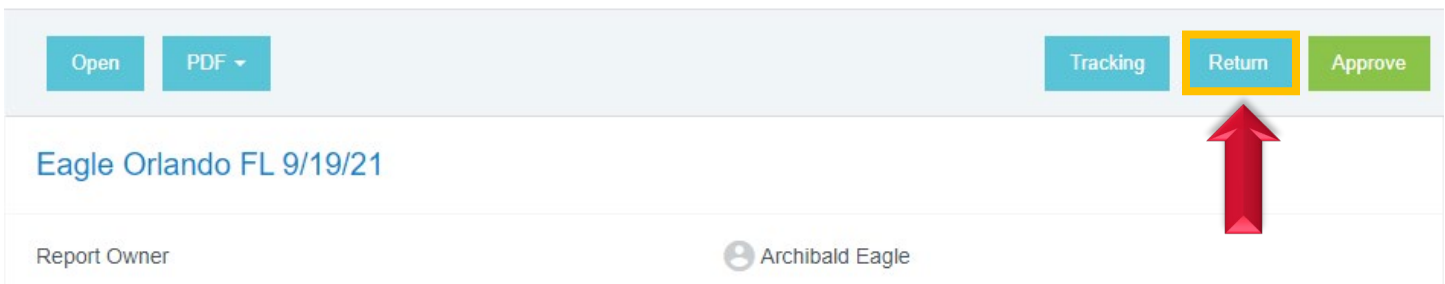 Open PDF Tracking Return Approve
Eagle Orlando FL 9/19/21
Report Owner Archibald Eagle